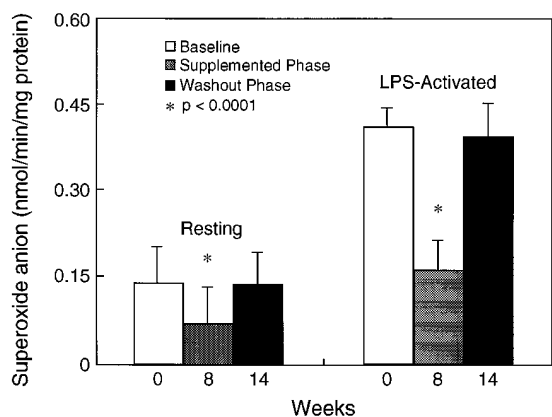 0.60
0.45
0.30
0.15
0
Superoxide anion (nmol/min/mg protein)
Baseline
Supplemented Phase
Washout Phase
* p < 0.0001
LPS-Activated
*
Resting
*
0 8 14 0 8 14
Weeks